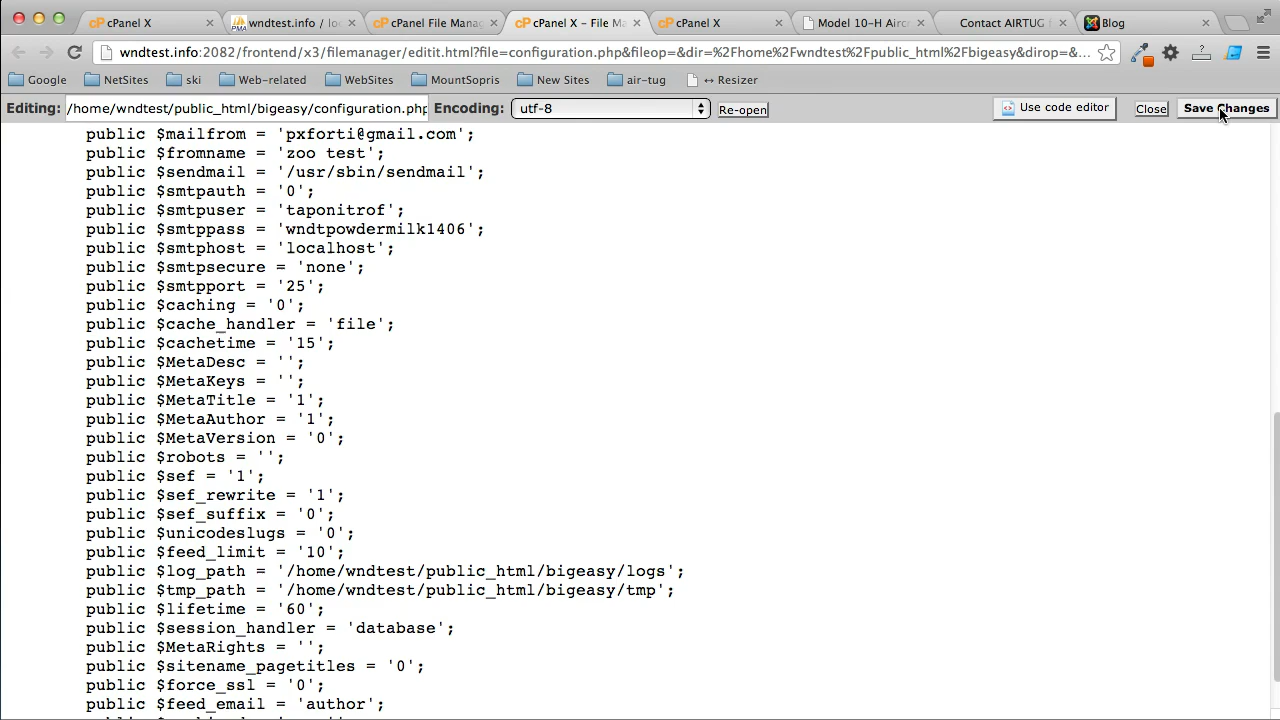 cPanel X
wndtest.info / loc
cPanel File Manag
cPanel X - File Ma
cPanel X
Model 10-H Airc
Contact AIRTUG f
Blog
wndtest.info:2082/frontend/x3/filemanager/editit.html?file=configuration.php&fileop=&dir=%2Fhome%2Fwndtest%2Fpublic_html%2Fbigeasy&dirop=&...
Google NetSites ski Web-related WebSites MountSopris New Sites air-tug ↔ Resizer
Editing: /home/wndtest/public_html/bigeasy/configuration.php Encoding: utf-8 Re-open Use code editor Close Save Changes
public $mailfrom = 'pxforti@gmail.com';
public $fromname = 'zoo test';
public $sendmail = '/usr/sbin/sendmail';
public $smtpauth = '0';
public $smtpuser = 'taponitrof';
public $smtppass = 'wndtpowdermilk1406';
public $smtphost = 'localhost';
public $smtpsecure = 'none';
public $smtpport = '25';
public $caching = '0';
public $cache_handler = 'file';
public $cachetime = '15';
public $MetaDesc = '';
public $MetaKeys = '';
public $MetaTitle = '1';
public $MetaAuthor = '1';
public $MetaVersion = '0';
public $robots = '';
public $sef = '1';
public $sef_rewrite = '1';
public $sef_suffix = '0';
public $unicodeslugs = '0';
public $feed_limit = '10';
public $log_path = '/home/wndtest/public_html/bigeasy/logs';
public $tmp_path = '/home/wndtest/public_html/bigeasy/tmp';
public $lifetime = '60';
public $session_handler = 'database';
public $MetaRights = '';
public $sitename_pagetitles = '0';
public $force_ssl = '0';
public $feed_email = 'author';